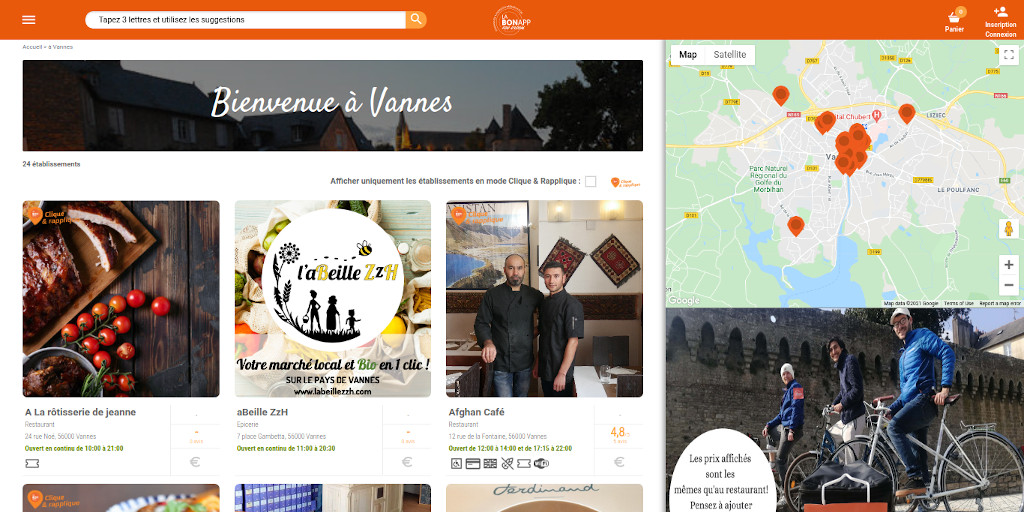 Tapez 3 lettres et utilisez les suggestions
LA
BONAPP
Panier
0
Inscription
Connexion
Accueil » à Vannes
Bienvenue à Vannes
24 établissements
Afficher uniquement les établissements en mode Clique & Rapplique :
Clique
& rapplique
Clique
& rapplique
l'aBeille ZzH
Votre marché local et Bio en 1 clic !
SUR LE PAYS DE VANNES
www.labeillezzh.com
A La rôtisserie de jeanne
Restaurant
24 rue Noé, 56000 Vannes
Ouvert en continu de 10:00 à 21:00
-
-
0 avis
€
aBeille ZzH
Epicerie
7 place Gambetta, 56000 Vannes
Ouvert en continu de 11:00 à 20:30
-
-
0 avis
€
Afghan Café
Restaurant
12 rue de la Fontaine, 56000 Vannes
Ouvert de 12:00 à 14:00 et de 17:15 à 22:00
-
4,8
€
Clique
& rapplique
Ferdinand
Map
Satellite
LIZIEC
Parc Naturel
Régional du
Golfe du
Morbihan
LE POULFANC
D779B
D101
D101
D199
Google
Map data ©2021 Google
Terms of Use
Report a map error
Les prix affichés
sont les
mêmes qu'au restaurant!
Pensez à ajouter